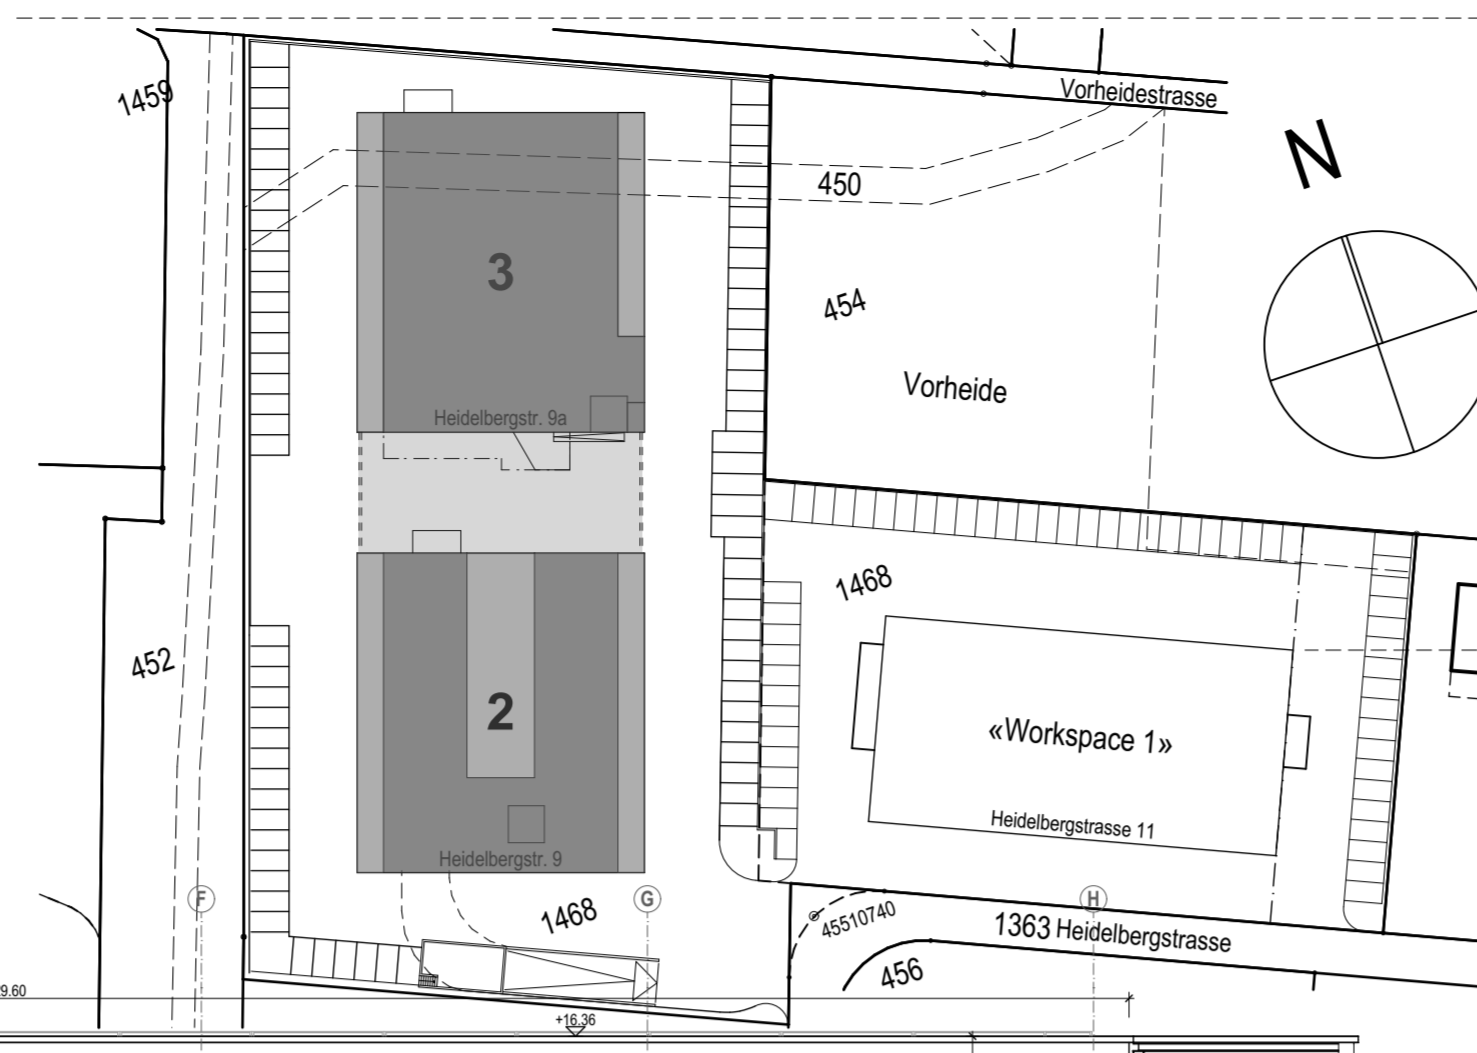 1459
Vorheidestrasse
N
450
3
454
Vorheide
Heidelbergstr. 9a
1468
452
2
«Workspace 1»
Heidelbergstrasse 11
Heidelbergstr. 9
F
G
H
1468
45510740
1363 Heidelbergstrasse
456
9.60
+16.36